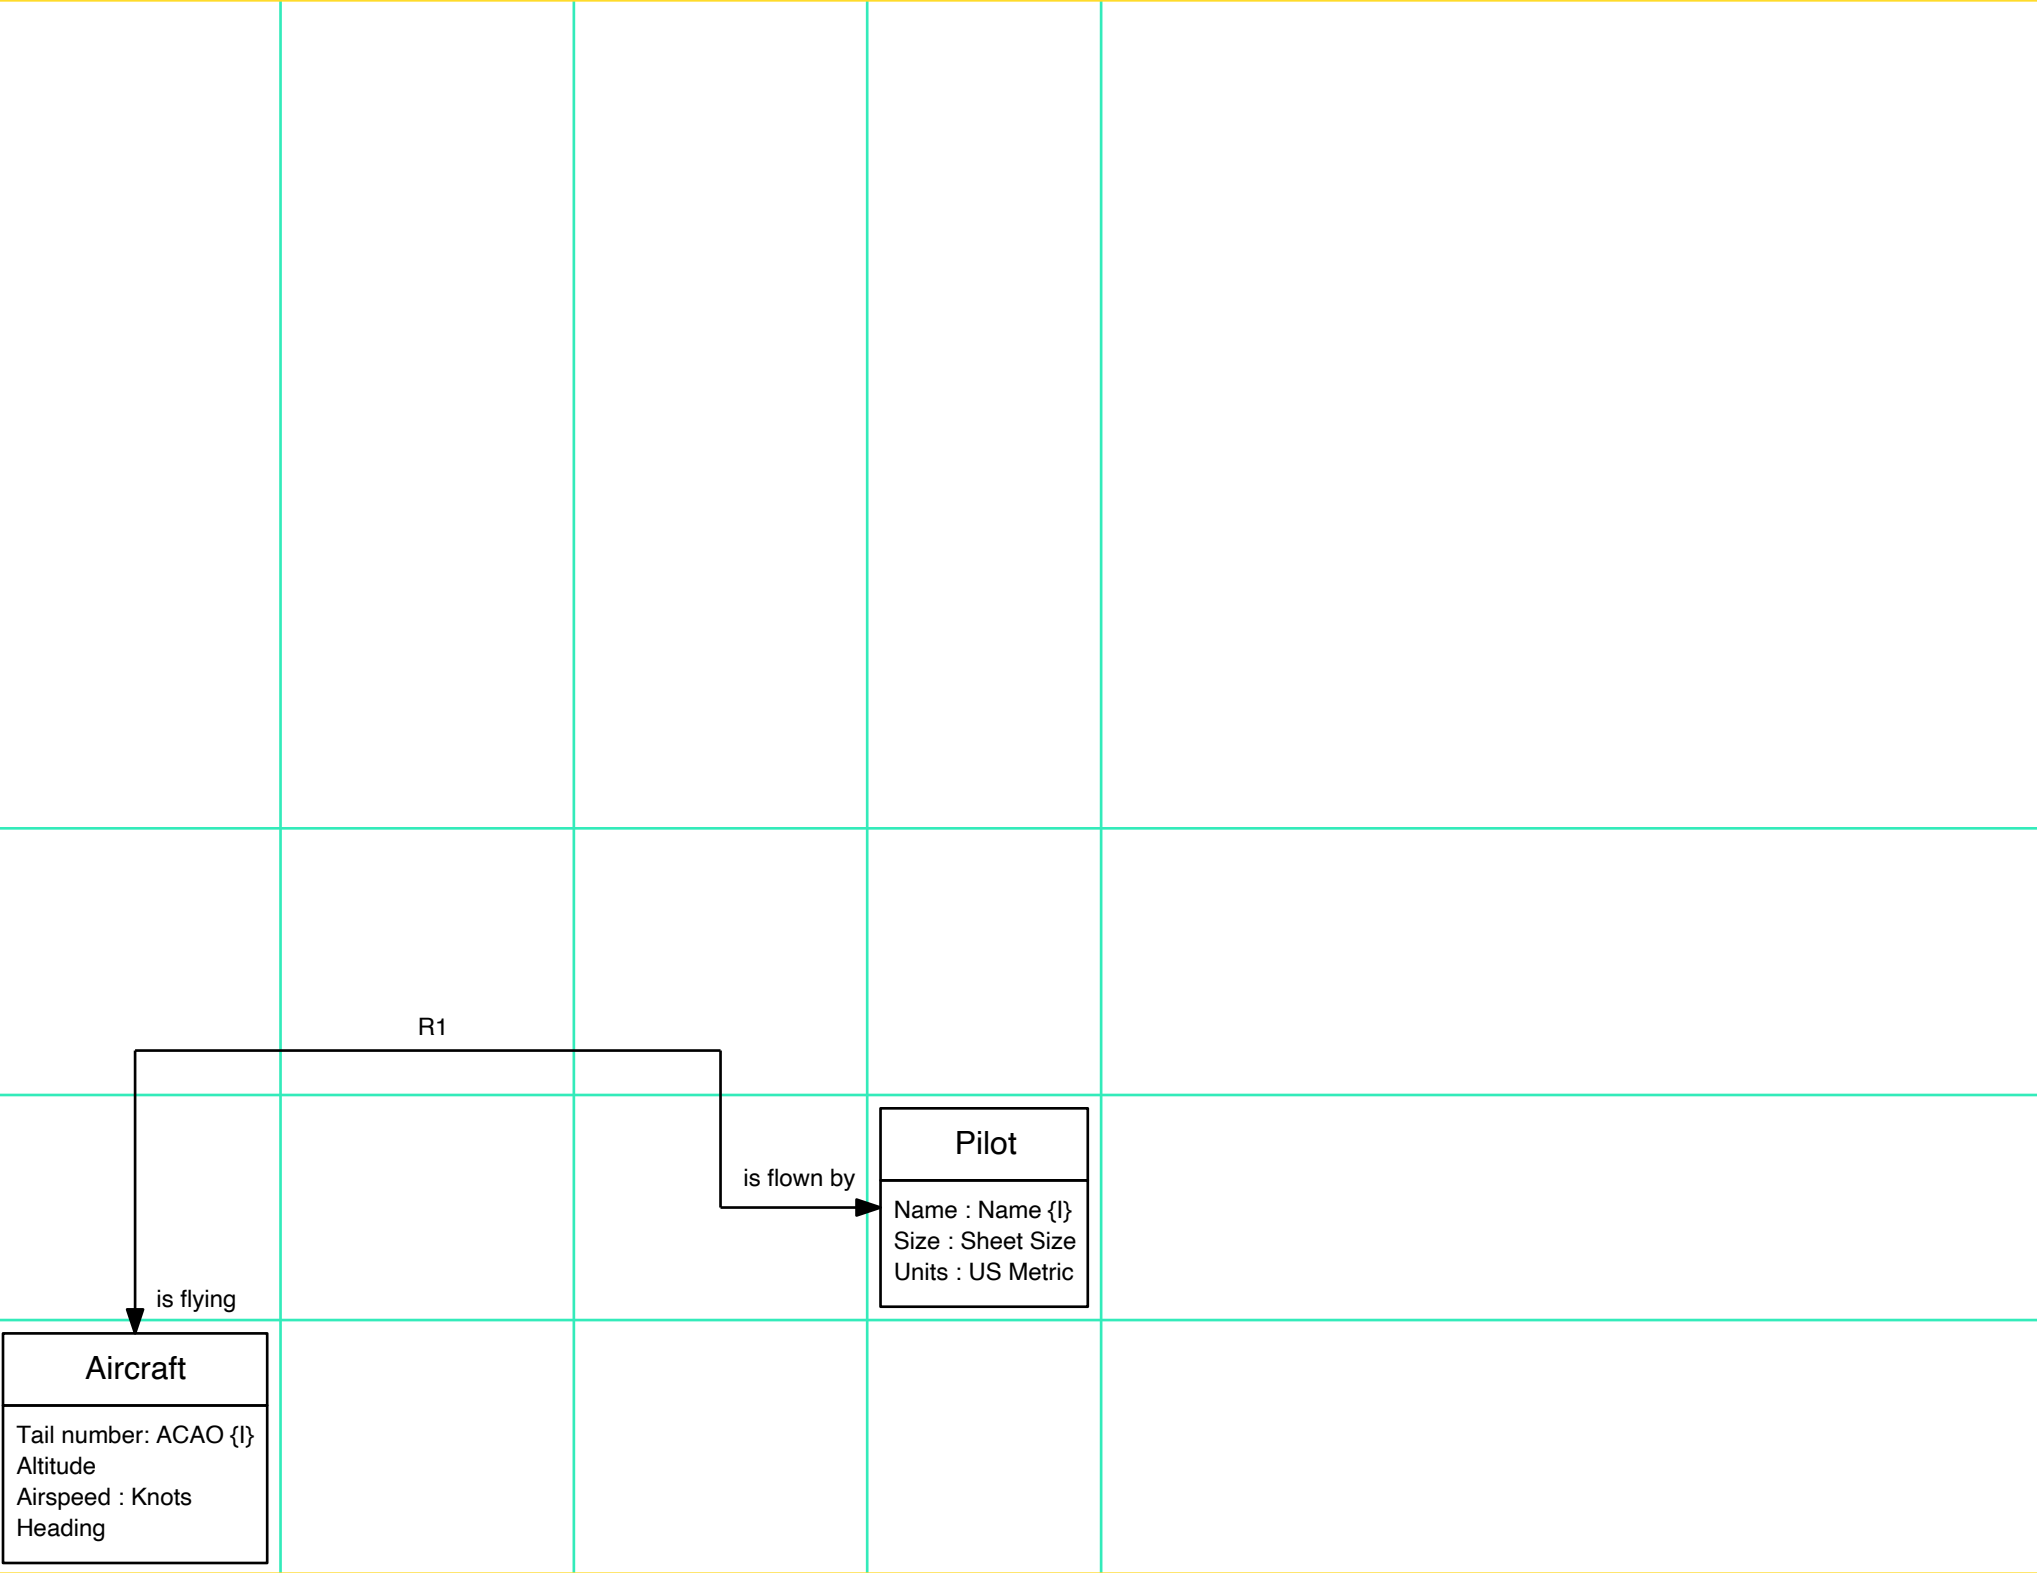 R1
Pilot
is flown by
Name : Name {I}
Size : Sheet Size
Units : US Metric
is flying
Aircraft
Tail number: ACAO {I}
Altitude
Airspeed : Knots
Heading